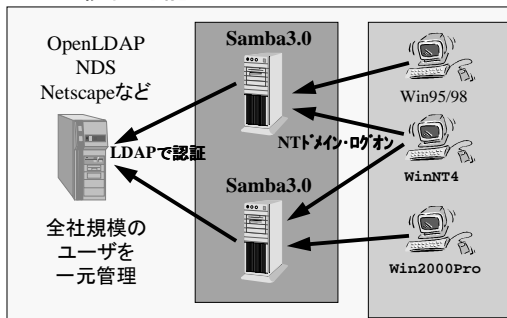 OpenLDAP
NDS
Netscapeなど
LDAPで認証
全社規模の
ユーザを
一元管理
Samba3.0
NTﾄﾞﾒｲﾝ・ﾛｸﾞｵﾝ
Samba3.0
Win95/98
WinNT4
Win2000Pro